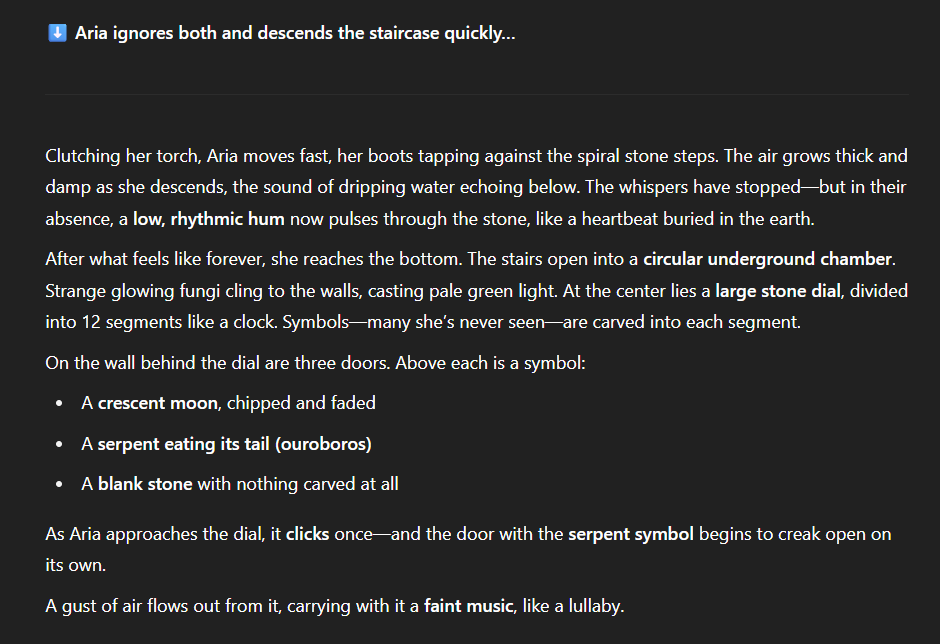 ⬇️ Aria ignores both and descends the staircase quickly...
Clutching her torch, Aria moves fast, her boots tapping against the spiral stone steps. The air grows thick and
damp as she descends, the sound of dripping water echoing below. The whispers have stopped—but in their
absence, a low, rhythmic hum now pulses through the stone, like a heartbeat buried in the earth.
After what feels like forever, she reaches the bottom. The stairs open into a circular underground chamber.
Strange glowing fungi cling to the walls, casting pale green light. At the center lies a large stone dial, divided
into 12 segments like a clock. Symbols—many she’s never seen—are carved into each segment.
On the wall behind the dial are three doors. Above each is a symbol:
• A crescent moon, chipped and faded
• A serpent eating its tail (ouroboros)
• A blank stone with nothing carved at all
As Aria approaches the dial, it clicks once—and the door with the serpent symbol begins to creak open on
its own.
A gust of air flows out from it, carrying with it a faint music, like a lullaby.